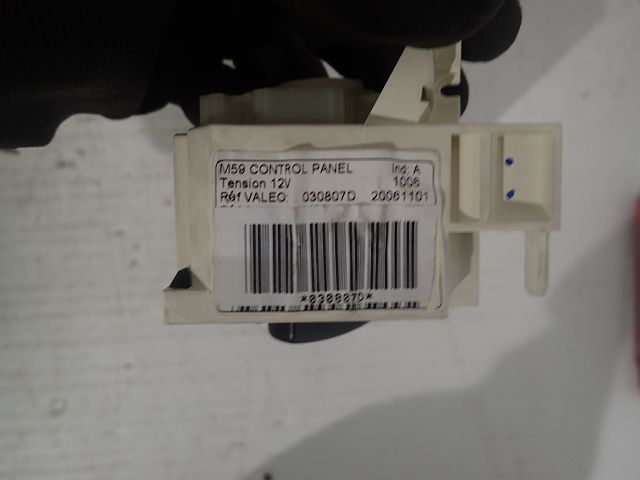 M59 CONTROL PANEL Ind: A
Tension 12V 1006
Réf VALEO: 030807D 20061101
*030807D*